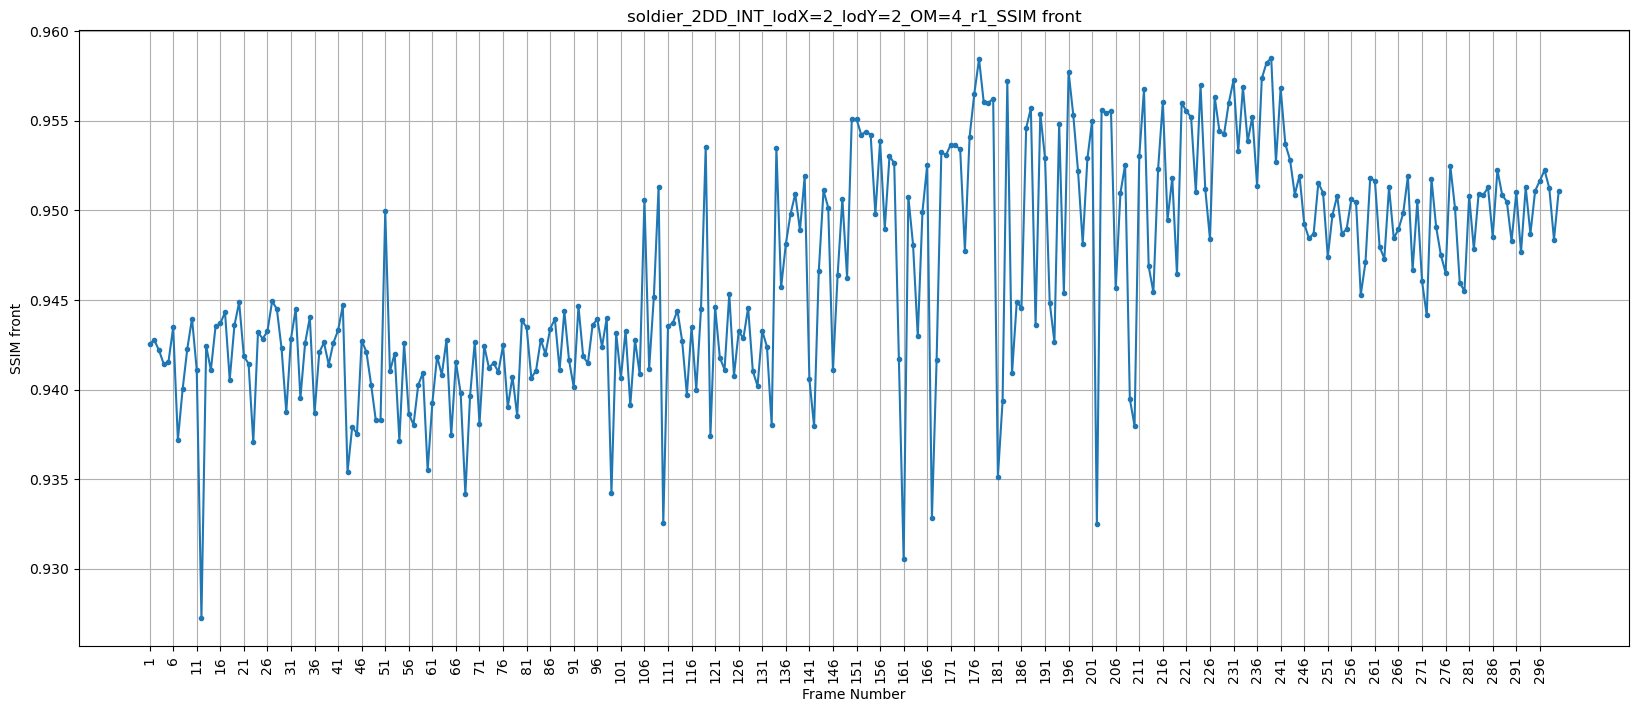 soldier_2DD_INT_lodX=2_lodY=2_OM=4_r1_SSIM front
0.960
0.955
0.950
0.945
0.940
0.935
0.930
SSIM front
1 6 11 16 21 26 31 36 41 46 51 56 61 66 71 76 81 86 91 96 101 106 111 116 121 126 131 136 141 146 151 156 161 166 171 176 181 186 191 196 201 206 211 216 221 226 231 236 241 246 251 256 261 266 271 276 281 286 291 296
Frame Number